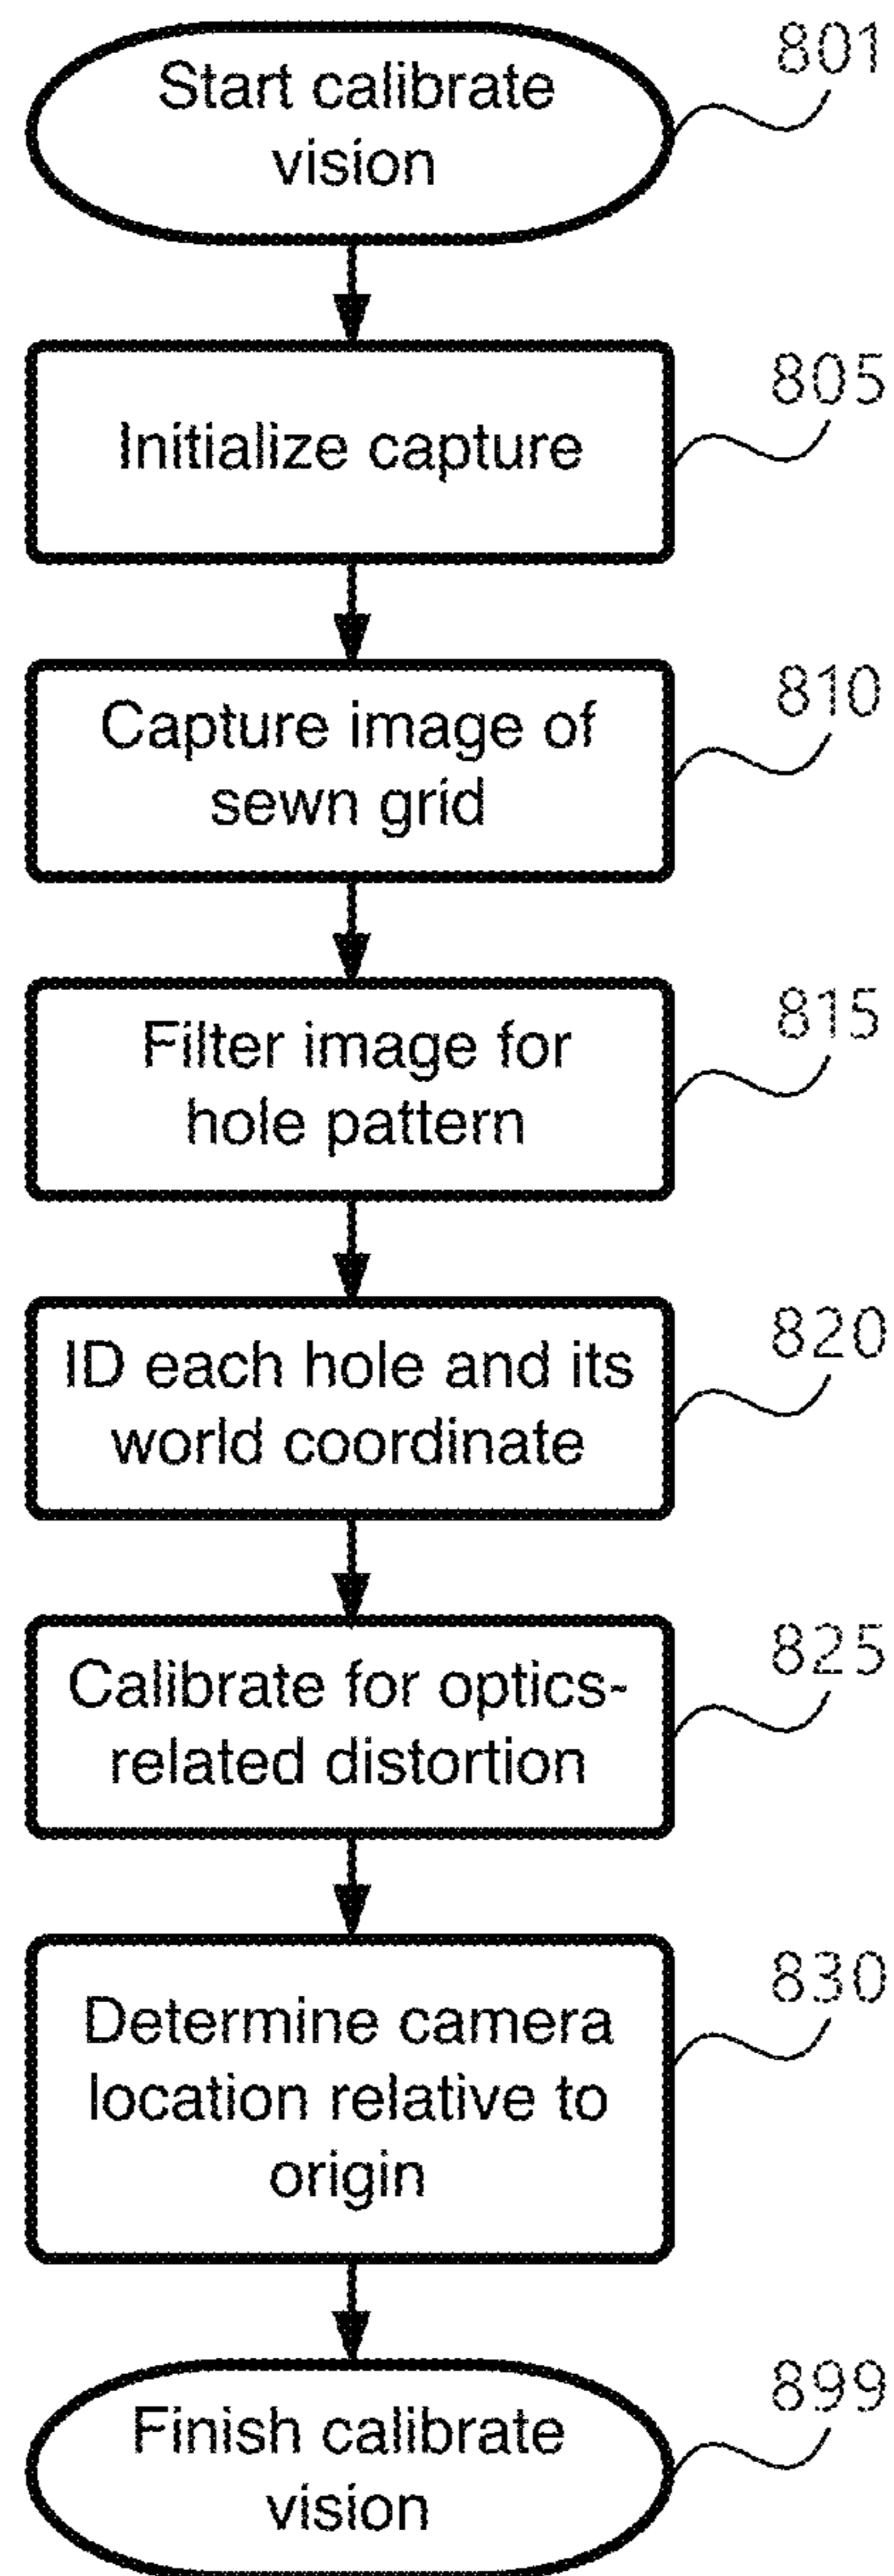 801
Start calibrate
vision
805
Initialize capture
810
Capture image of
sewn grid
815
Filter image for
hole pattern
820
ID each hole and its
world coordinate
825
Calibrate for optics-
related distortion
830
Determine camera
location relative to
origin
899
Finish calibrate
vision